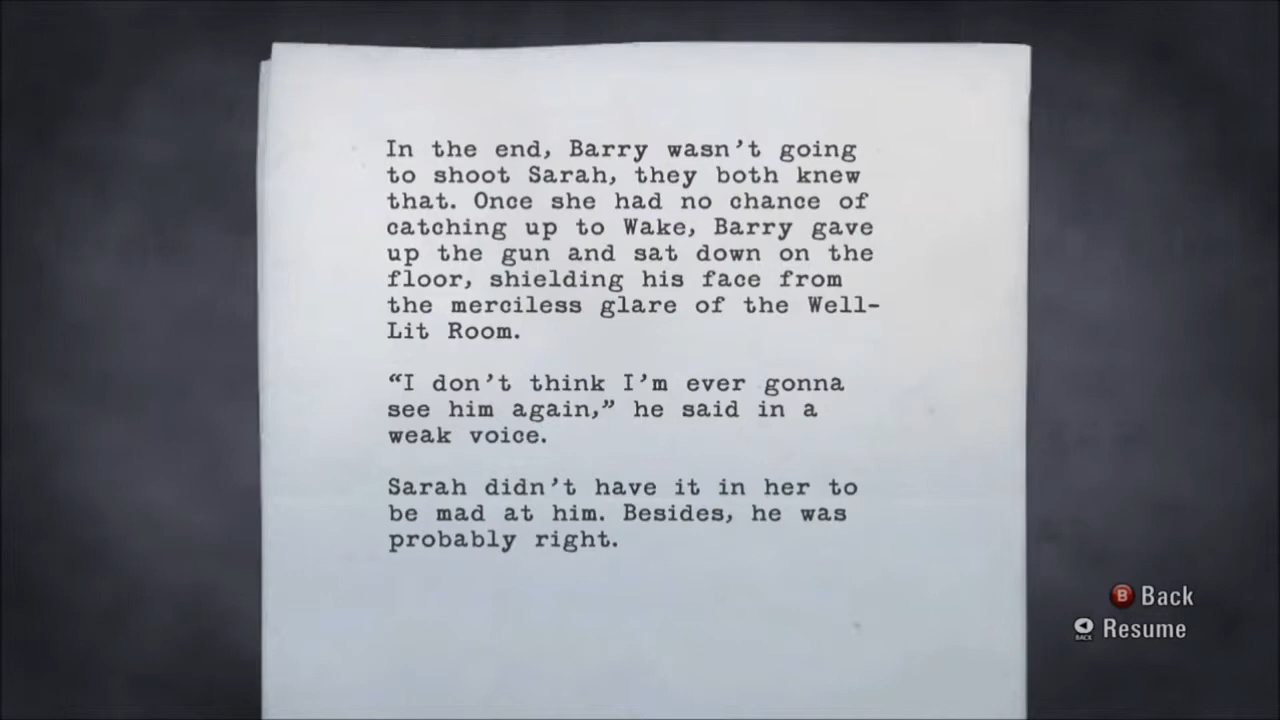 In the end, Barry wasn't going
to shoot Sarah, they both knew
that. Once she had no chance of
catching up to Wake, Barry gave
up the gun and sat down on the
floor, shielding his face from
the merciless glare of the Well-
Lit Room.
“I don't think I'm ever gonna
see him again,” he said in a
weak voice.
Sarah didn't have it in her to
be mad at him. Besides, he was
probably right.
B Back
BACK Resume